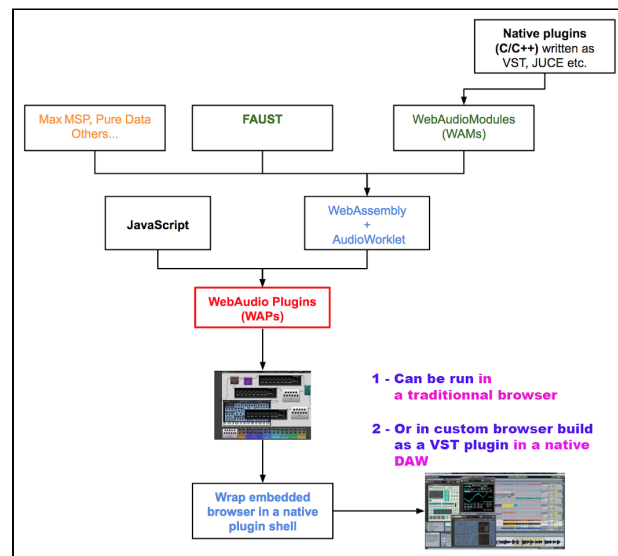 Native plugins
(C/C++) written as
VST, JUCE etc.
Max MSP, Pure Data
Others...
FAUST
WebAudioModules
(WAMs)
JavaScript
WebAssembly
+
AudioWorklet
WebAudio Plugins
(WAPs)
1 - Can be run in
a traditionnal browser
2 - Or in custom browser build
as a VST plugin in a native
DAW
Wrap embedded
browser in a native
plugin shell